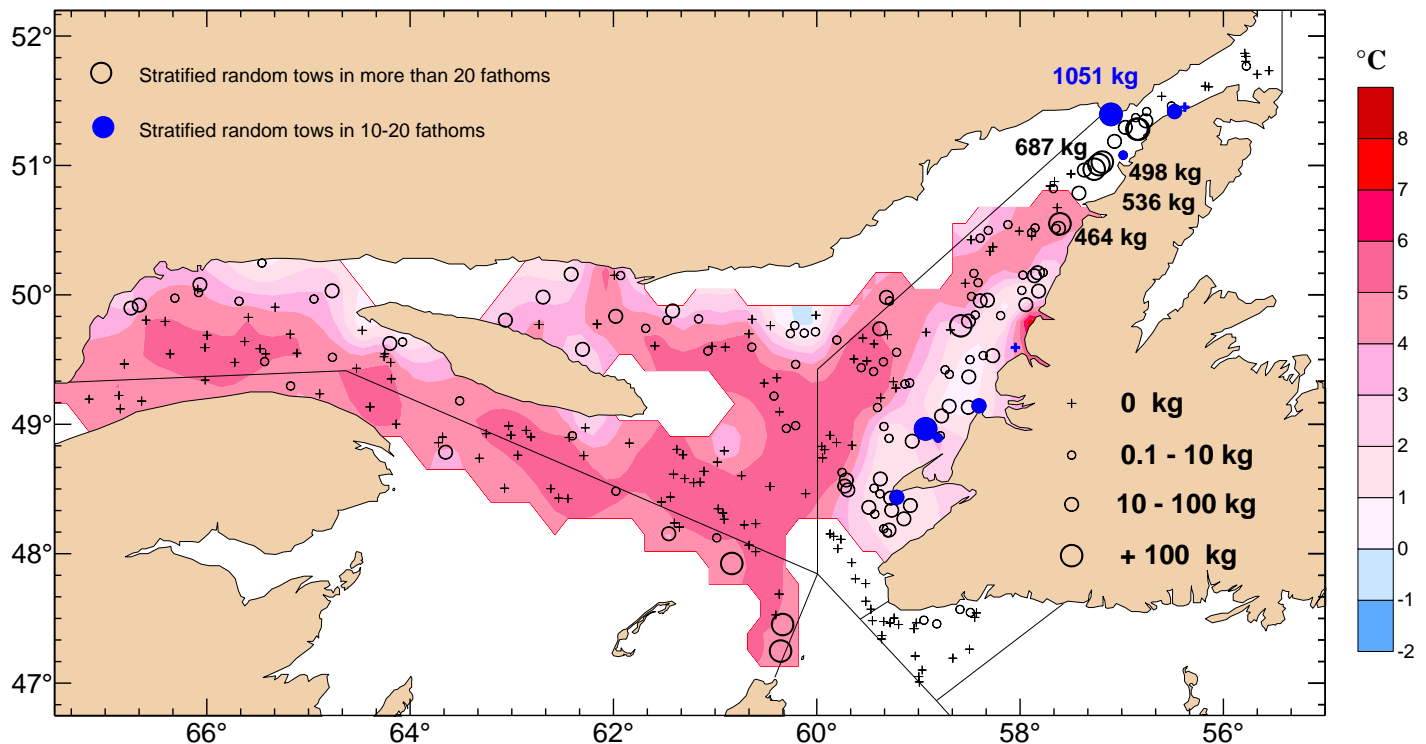 52°
51°
50°
49°
48°
47°
66°
64°
62°
60°
58°
56°
Stratified random tows in more than 20 fathoms
Stratified random tows in 10-20 fathoms
1051 kg
687 kg
498 kg
536 kg
464 kg
0 kg
0.1 - 10 kg
10 - 100 kg
+ 100 kg
°C
8
7
6
5
4
3
2
1
0
-1
-2